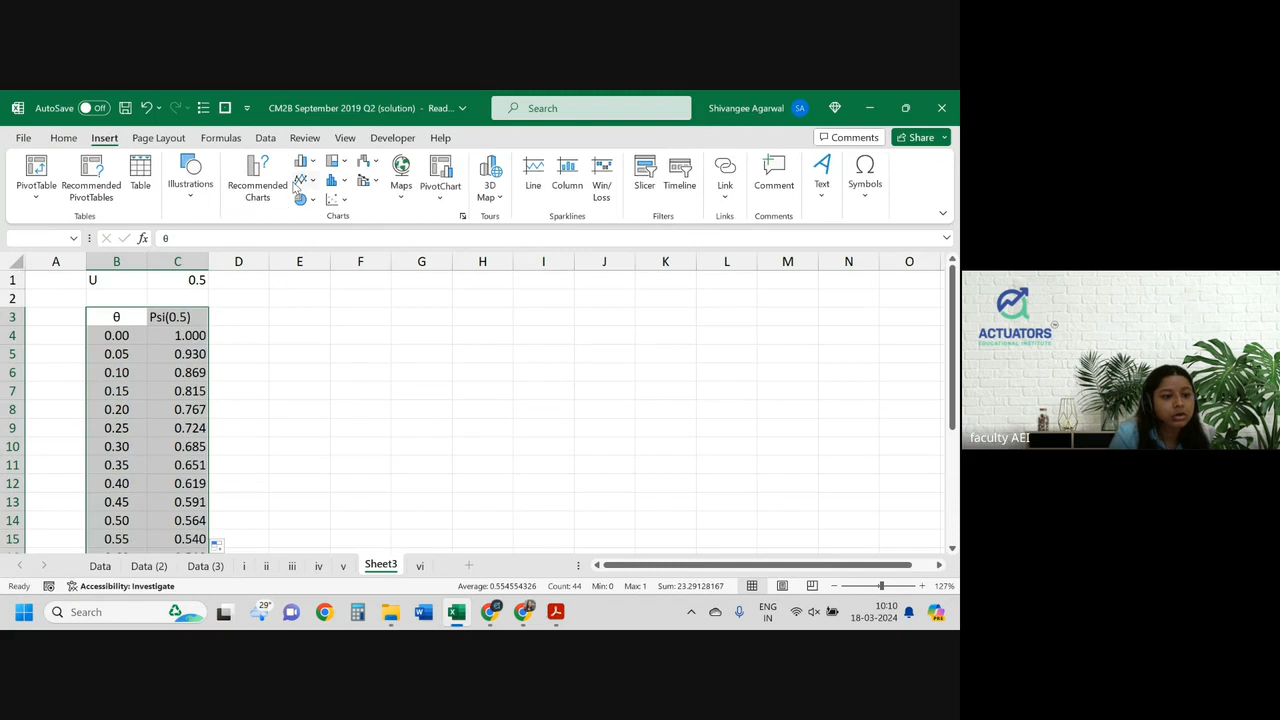 AutoSave Off CM2B September 2019 Q2 (solution) - Read... Search Shivangee Agarwal SA
File Home Insert Page Layout Formulas Data Review View Developer Help Comments Share
PivotTable Recommended PivotTables Table Illustrations Recommended Charts Maps PivotChart 3D Map Line Column Win/ Loss Slicer Timeline Link Comment Text Symbols
Tables Charts Tours Sparklines Filters Links Comments
fx θ
A B C D E F G H I J K L M N O
1 U 0.5
2
3 θ Psi(0.5)
4 0.00 1.000
5 0.05 0.930
6 0.10 0.869
7 0.15 0.815
8 0.20 0.767
9 0.25 0.724
10 0.30 0.685
11 0.35 0.651
12 0.40 0.619
13 0.45 0.591
14 0.50 0.564
15 0.55 0.540
Data Data (2) Data (3) i ii iii iv v Sheet3 vi
Ready Accessibility: Investigate Average: 0.554554326 Count: 44 Min: 0 Max: 1 Sum: 23.29128167 127%
Search 29° ENG IN 10:10 18-03-2024
ACTUATORS
EDUCATIONAL INSTITUTE
faculty AEI